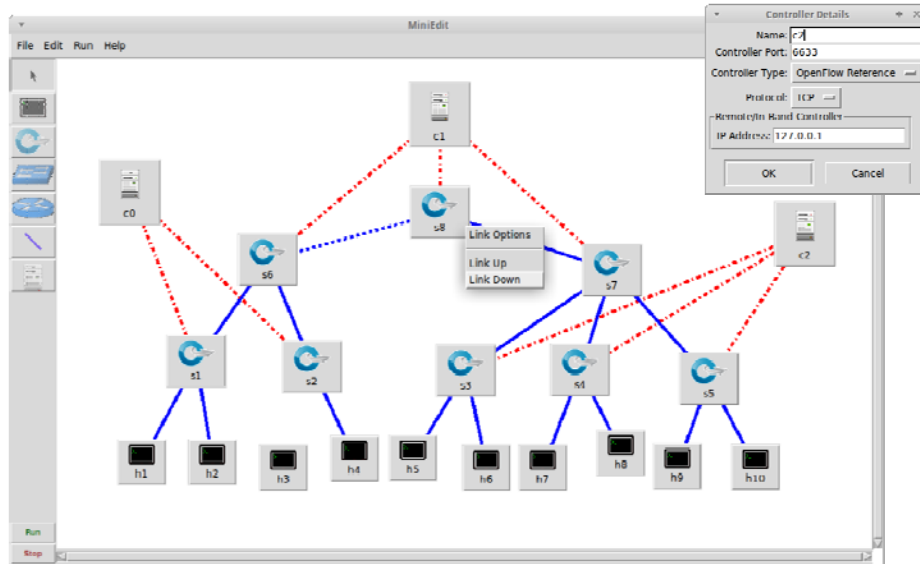 MiniEdit
File Edit Run Help
Controller Details
Name: c2
Controller Port: 6633
Controller Type: OpenFlow Reference
Protocol: TCP
Remote/In Band Controller
IP Address: 127.0.0.1
OK Cancel
c1
c0
s8
Link Options
Link Up
Link Down
s6
s7
c2
s1
s2
s3
s4
s5
h1
h2
h3
h4
h5
h6
h7
h8
h9
h10
Run
Stop